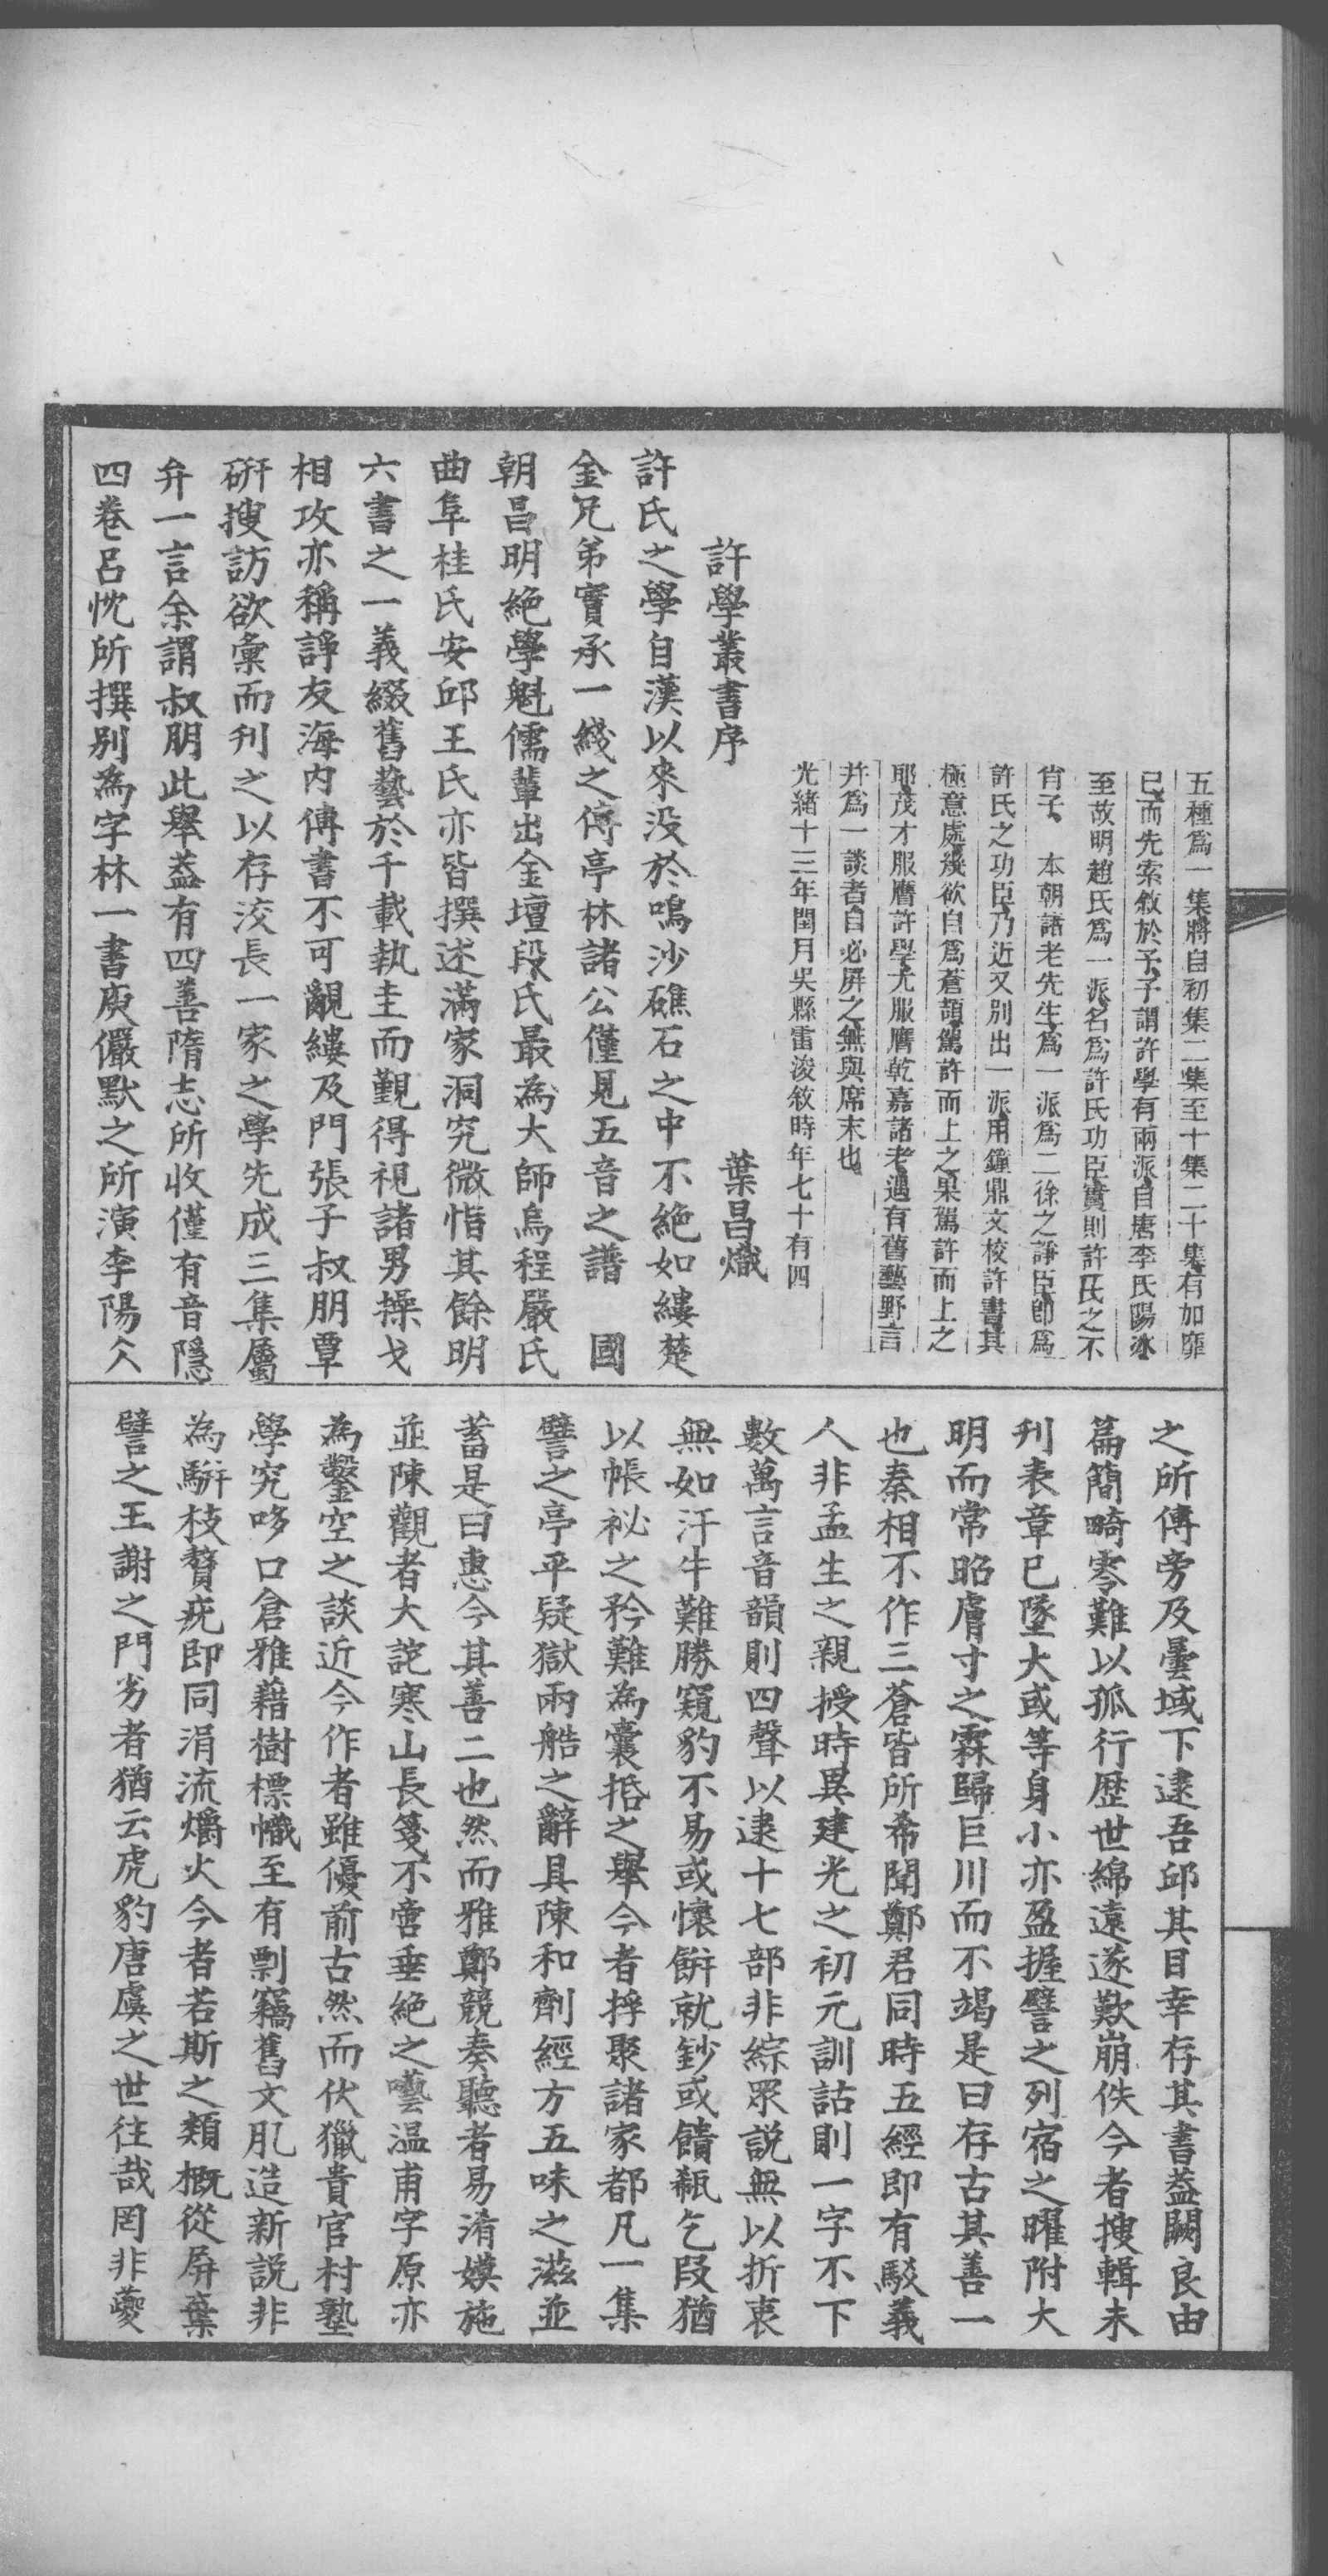 五種爲一集將自初集二集至十集二十集有加靡
已而先索敘於予予謂許學有兩派自唐李氏陽冰
至故明趙氏爲一派名爲許氏功臣實則許氏之不
肖子 本朝諸老先生爲一派爲二徐之諍臣卽爲
許氏之功臣乃近又別出一派用鐘鼎文校許書其
極意處幾欲自爲蒼頡駕許而上之果駕許而上之
耶茂才服膺許學尤服膺乾嘉諸老遇有舊藝野言
并爲一談者自必屏之無與席末也
光緒十三年閏月吳縣雷浚敘時年七十有四
許學叢書序 葉昌熾
許氏之學自漢以來没於鳴沙礁石之中不絶如縷楚
金兄弟實承一綫之傳亭林諸公僅見五音之譜 國
朝昌明絶學魁儒輩出金壇段氏最為大師烏程嚴氏
曲阜桂氏安邱王氏亦皆撰述滿家洞究微恉其餘明
六書之一義綴舊藝於千載執圭而覲得視諸男操戈
相攻亦稱諍友海内傳書不可覼縷及門張子叔朋覃
研搜訪欲彙而刊之以存洨長一家之學先成三集屬
弁一言余謂叔朋此舉葢有四善隋志所收僅有音隱
四卷呂忱所撰别為字林一書庾儼默之所演李陽冰
之所傳旁及曇域下逮吾邱其目幸存其書葢闕良由
篇簡畸零難以孤行歷世綿遠遂歎崩佚今者搜輯未
刊表章已墜大或等身小亦盈握譬之列宿之曜附大
明而常昭膚寸之霖歸巨川而不竭是曰存古其善一
也秦相不作三蒼皆所希聞鄭君同時五經即有駁義
人非孟生之親授時異建光之初元訓詁則一字不下
數萬言音韻則四聲以逮十七部非綜眾説無以折衷
無如汗牛難勝窺豹不易或懷餅就鈔或饋瓻乞叚猶
以帳祕之矜難為囊括之舉今者捊聚諸家都凡一集
譬之亭平疑獄兩艁之辭具陳和劑經方五味之滋並
蓄是曰惠今其善二也然而雅鄭競奏聽者易淆嫫施
並陳觀者大詫寒山長箋不啻垂絶之囈温甫字原亦
為鑿空之談近今作者雖優前古然而伏獵貴官村塾
學究哆口倉雅藉樹標幟至有剽竊舊文肊造新説非
為駢枝贅疣即同涓流爝火今者若斯之類概從屏棄
譬之王謝之門劣者猶云虎豹唐虞之世往哉罔非夔